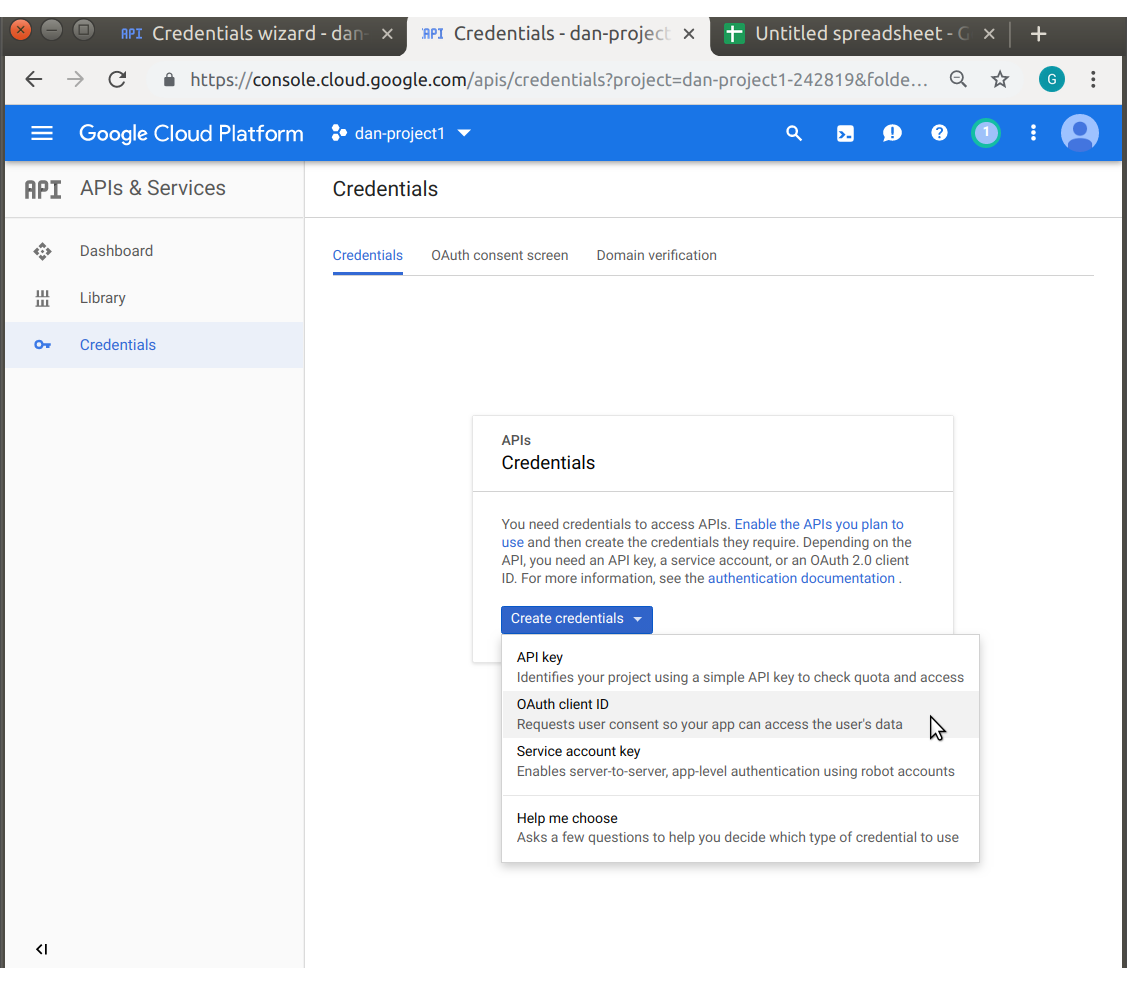 API Credentials wizard - dan-
API Credentials - dan-project
Untitled spreadsheet - G
https://console.cloud.google.com/apis/credentials?project=dan-project1-242819&folde...
G
Google Cloud Platform
dan-project1
1
API APIs & Services
Credentials
Dashboard
Library
Credentials
Credentials
OAuth consent screen
Domain verification
APIs
Credentials
You need credentials to access APIs. Enable the APIs you plan to
use and then create the credentials they require. Depending on the
API, you need an API key, a service account, or an OAuth 2.0 client
ID. For more information, see the authentication documentation .
Create credentials
API key
Identifies your project using a simple API key to check quota and access
OAuth client ID
Requests user consent so your app can access the user's data
Service account key
Enables server-to-server, app-level authentication using robot accounts
Help me choose
Asks a few questions to help you decide which type of credential to use